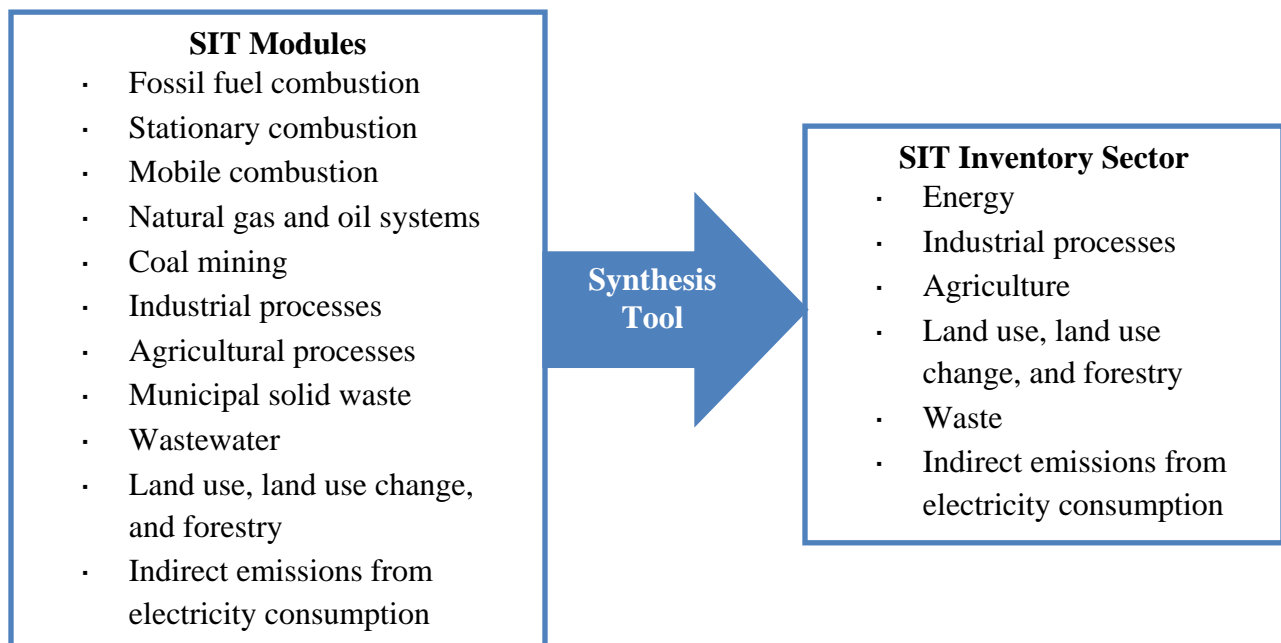 SIT Modules
· Fossil fuel combustion
· Stationary combustion
· Mobile combustion
· Natural gas and oil systems
· Coal mining
· Industrial processes
· Agricultural processes
· Municipal solid waste
· Wastewater
· Land use, land use change,
and forestry
· Indirect emissions from
electricity consumption
Synthesis
Tool
SIT Inventory Sector
· Energy
· Industrial processes
· Agriculture
· Land use, land use
change, and forestry
· Waste
· Indirect emissions from
electricity consumption